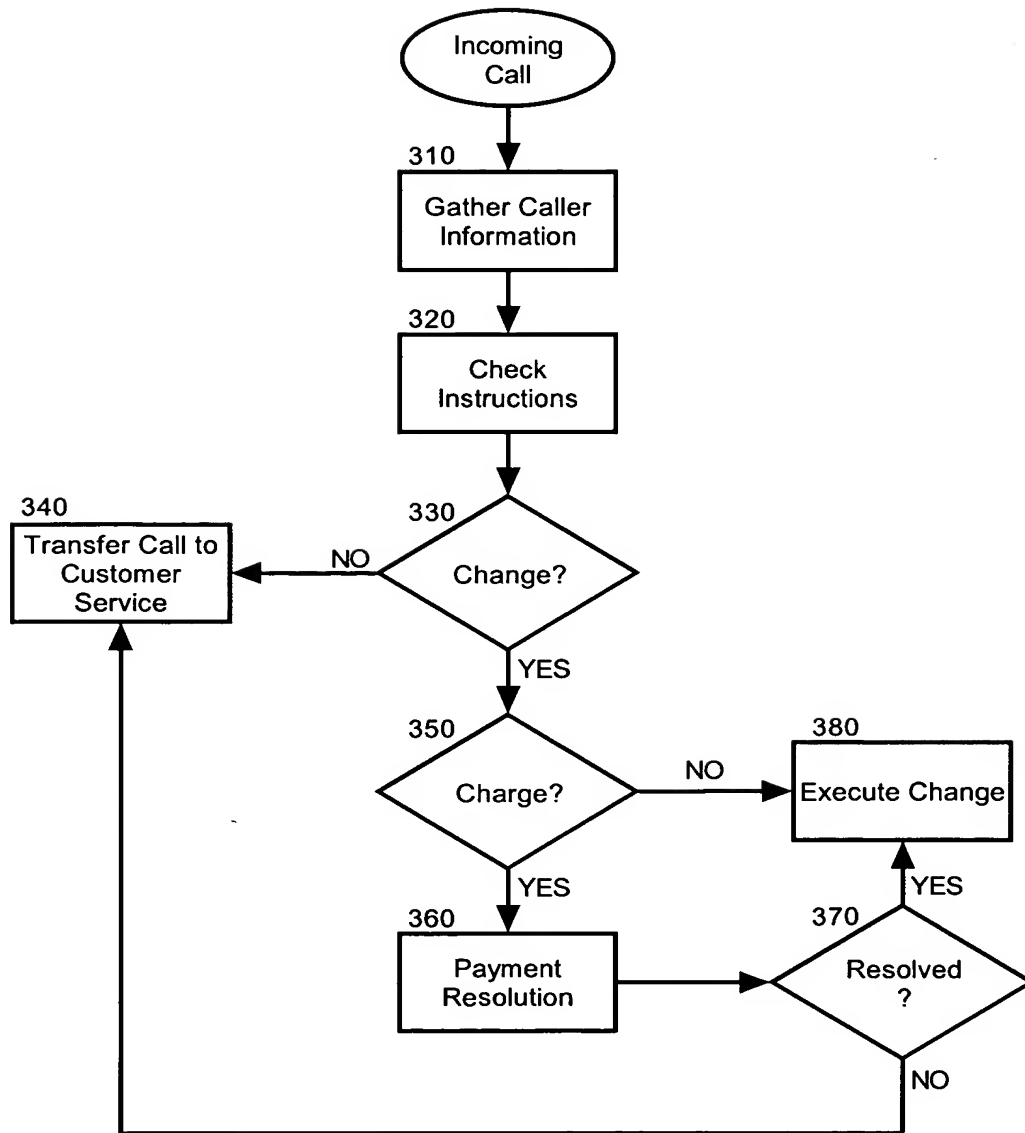 Incoming
Call
310
Gather Caller
Information
320
Check
Instructions
330
Change?
NO
340
Transfer Call to
Customer
Service
YES
350
Charge?
NO
380
Execute Change
YES
360
Payment
Resolution
YES
370
Resolved
?
NO